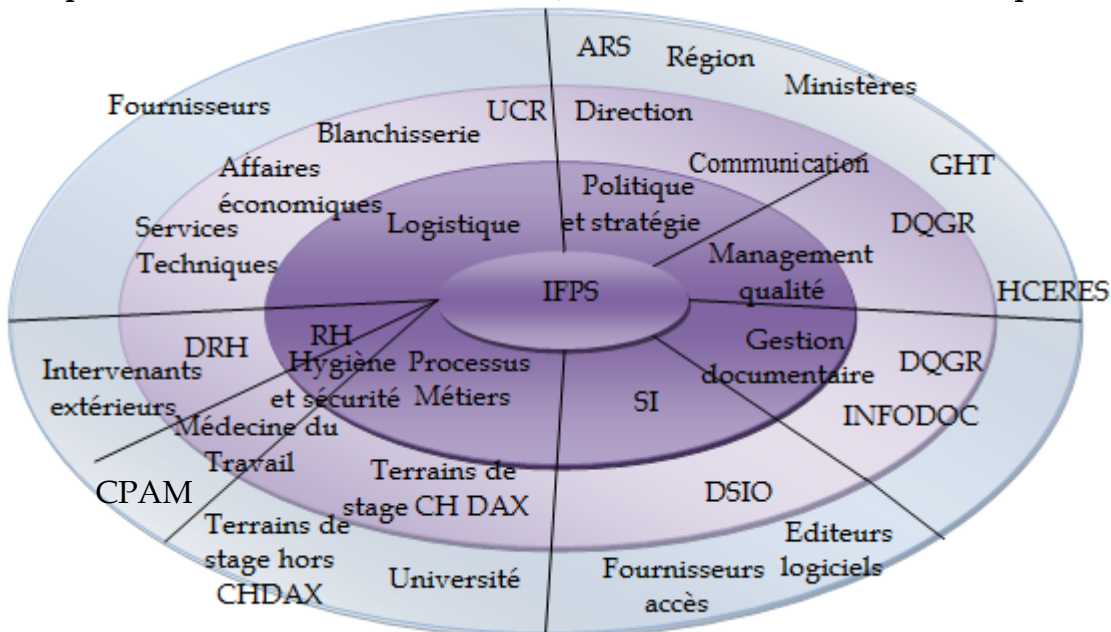 ARS
Région
Ministères
Fournisseurs
UCR
Direction
Blanchisserie
Communication
GHT
Affaires
économiques
Politique
et stratégie
Logistique
DQGR
Services
Techniques
Management
qualité
IFPS
HCERES
RH
DRH
Gestion
documentaire
DQGR
Hygiène
et sécurité
Processus
Métiers
Intervenants
extérieurs
SI
INFODOC
Médecine du
Travail
Terrains de
stage CH DAX
CPAM
DSIO
Terrains de
stage hors
CHDAX
Université
Editeurs
logiciels
Fournisseurs
accès